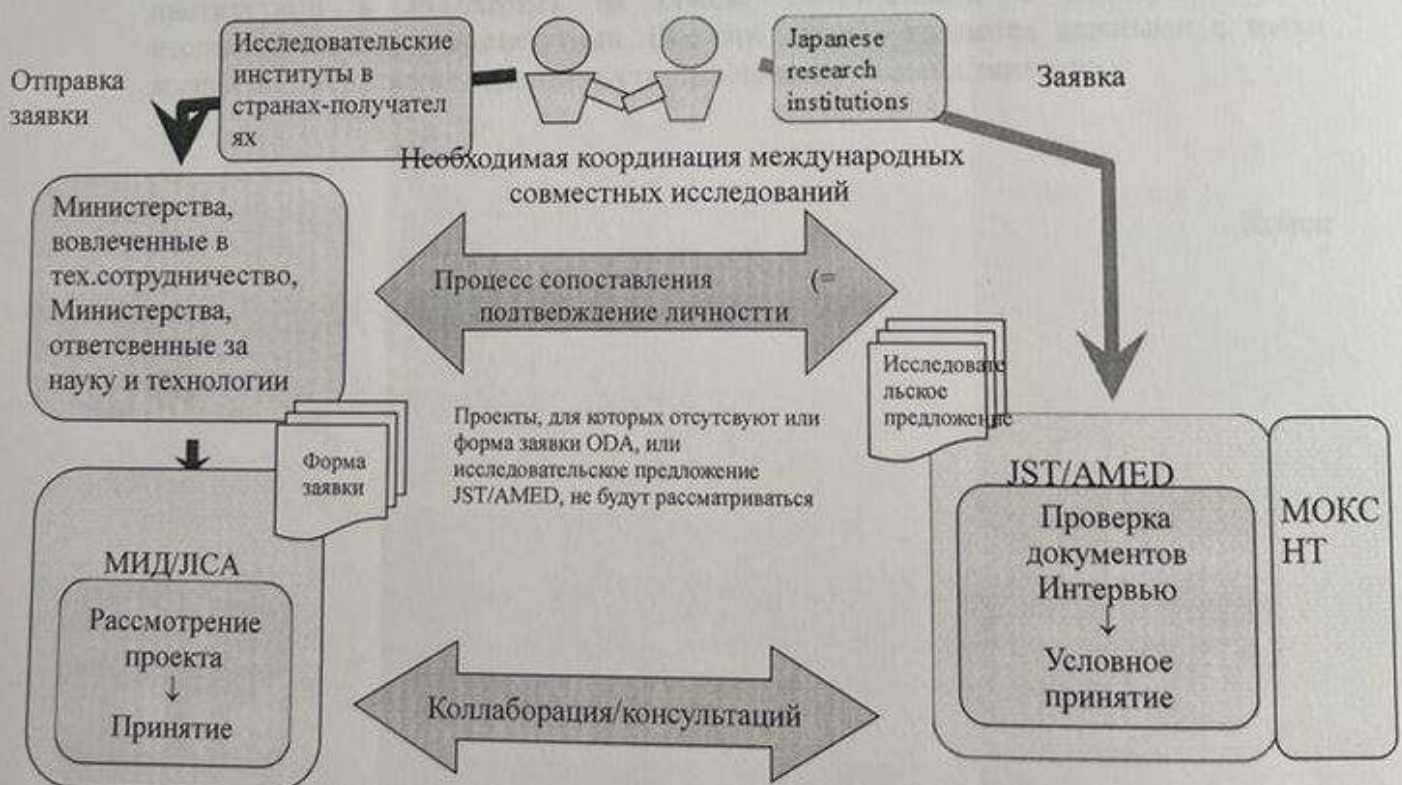 Исследовательские
институты в
странах-получател
ях
Japanese
research
institutions
Отправка
заявки
Заявка
Необходимая координация международных
совместных исследований
Министерства,
вовлеченные в
тех.сотрудничество,
Министерства,
ответсвенные за
науку и технологии
Процесс сопоставления (=
подтверждение личностти
Исследовате
льское
предложение
Форма
заявки
Проекты, для которых отсутсвуют или
форма заявки ODA, или
исследовательское предложение
JST/AMED, не будут рассматриваться
МИД/JICA
Рассмотрение
проекта
↓
Принятие
JST/AMED
Проверка
документов
Интервью
↓
Условное
принятие
МОКС
НТ
Коллаборация/консультаций